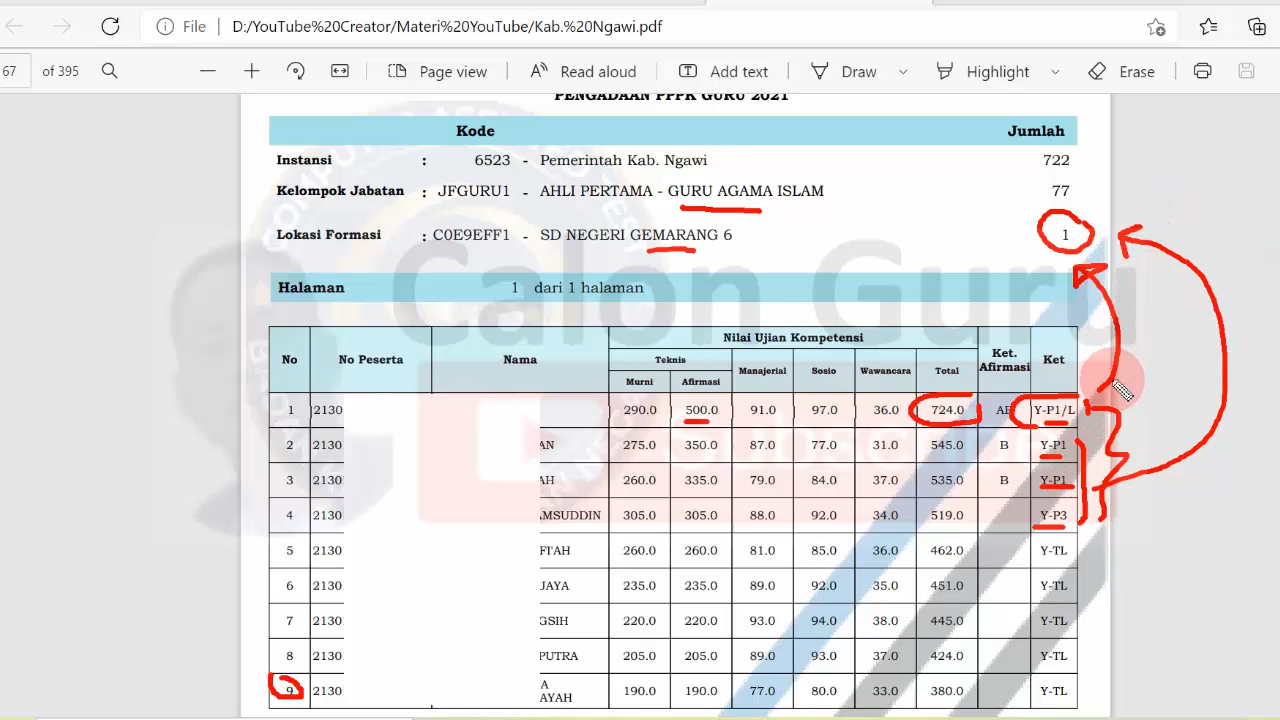 File D:/YouTube%20Creator/Materi%20YouTube/Kab.%20Ngawi.pdf
67 of 395 Page view Read aloud Add text Draw Highlight Erase
PENGADAAN PPPK GURU 2021
Kode Jumlah
Instansi : 6523 - Pemerintah Kab. Ngawi 722
Kelompok Jabatan : JFGURU1 - AHLI PERTAMA - GURU AGAMA ISLAM 77
Lokasi Formasi : C0E9EFF1 - SD NEGERI GEMARANG 6 1
Calon Guru
Halaman 1 dari 1 halaman
No No Peserta Nama Nilai Ujian Kompetensi Ket. Afirmasi Ket
Teknis Manajerial Sosio Wawancara Total
Murni Afirmasi
1 2130 290.0 500.0 91.0 97.0 36.0 724.0 Y-P1/L
2 2130 AN 275.0 350.0 87.0 77.0 31.0 545.0 B Y-P1
3 2130 AH 260.0 335.0 79.0 84.0 37.0 535.0 B Y-P1
4 2130 AMSUDDIN 305.0 305.0 88.0 92.0 34.0 519.0 Y-P3
5 2130 FI'AH 260.0 260.0 81.0 85.0 36.0 462.0 Y-TL
6 2130 JAYA 235.0 235.0 89.0 92.0 35.0 451.0 Y-TL
7 2130 GSIH 220.0 220.0 93.0 94.0 38.0 445.0 Y-TL
8 2130 PUTRA 205.0 205.0 89.0 93.0 37.0 424.0 Y-TL
9 2130 A AYAH 190.0 190.0 77.0 80.0 33.0 380.0 Y-TL